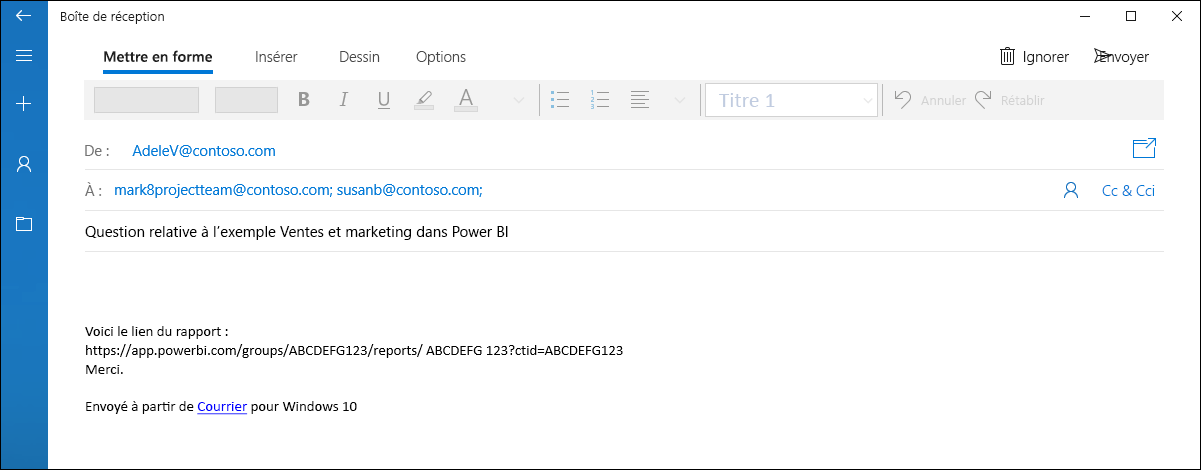 Boîte de réception
Mettre en forme Insérer Dessin Options Ignorer Envoyer
B I U A Titre 1 Annuler Rétablir
De : AdeleV@contoso.com
À : mark8projectteam@contoso.com; susanb@contoso.com; Cc & Cci
Question relative à l’exemple Ventes et marketing dans Power BI
Voici le lien du rapport :
https://app.powerbi.com/groups/ABCDEFG123/reports/ ABCDEFG 123?ctid=ABCDEFG123
Merci.
Envoyé à partir de Courrier pour Windows 10